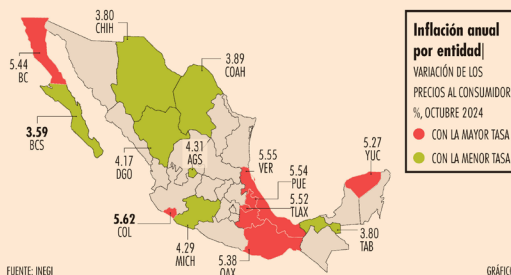 3.80
CHIH
3.89
COAH
5.44
BC
3.59
BCS
4.17
DGO
4.31
AGS
5.55
VER
5.54
PUE
5.52
TLAX
5.27
YUC
5.62
COL
4.29
MICH
5.38
OAX
3.80
TAB
Inflación anual
por entidad|
VARIACIÓN DE LOS
PRECIOS AL CONSUMIDOR
%, OCTUBRE 2024
CON LA MAYOR TASA
CON LA MENOR TASA
FUENTE: INEGI
GRÁFIC